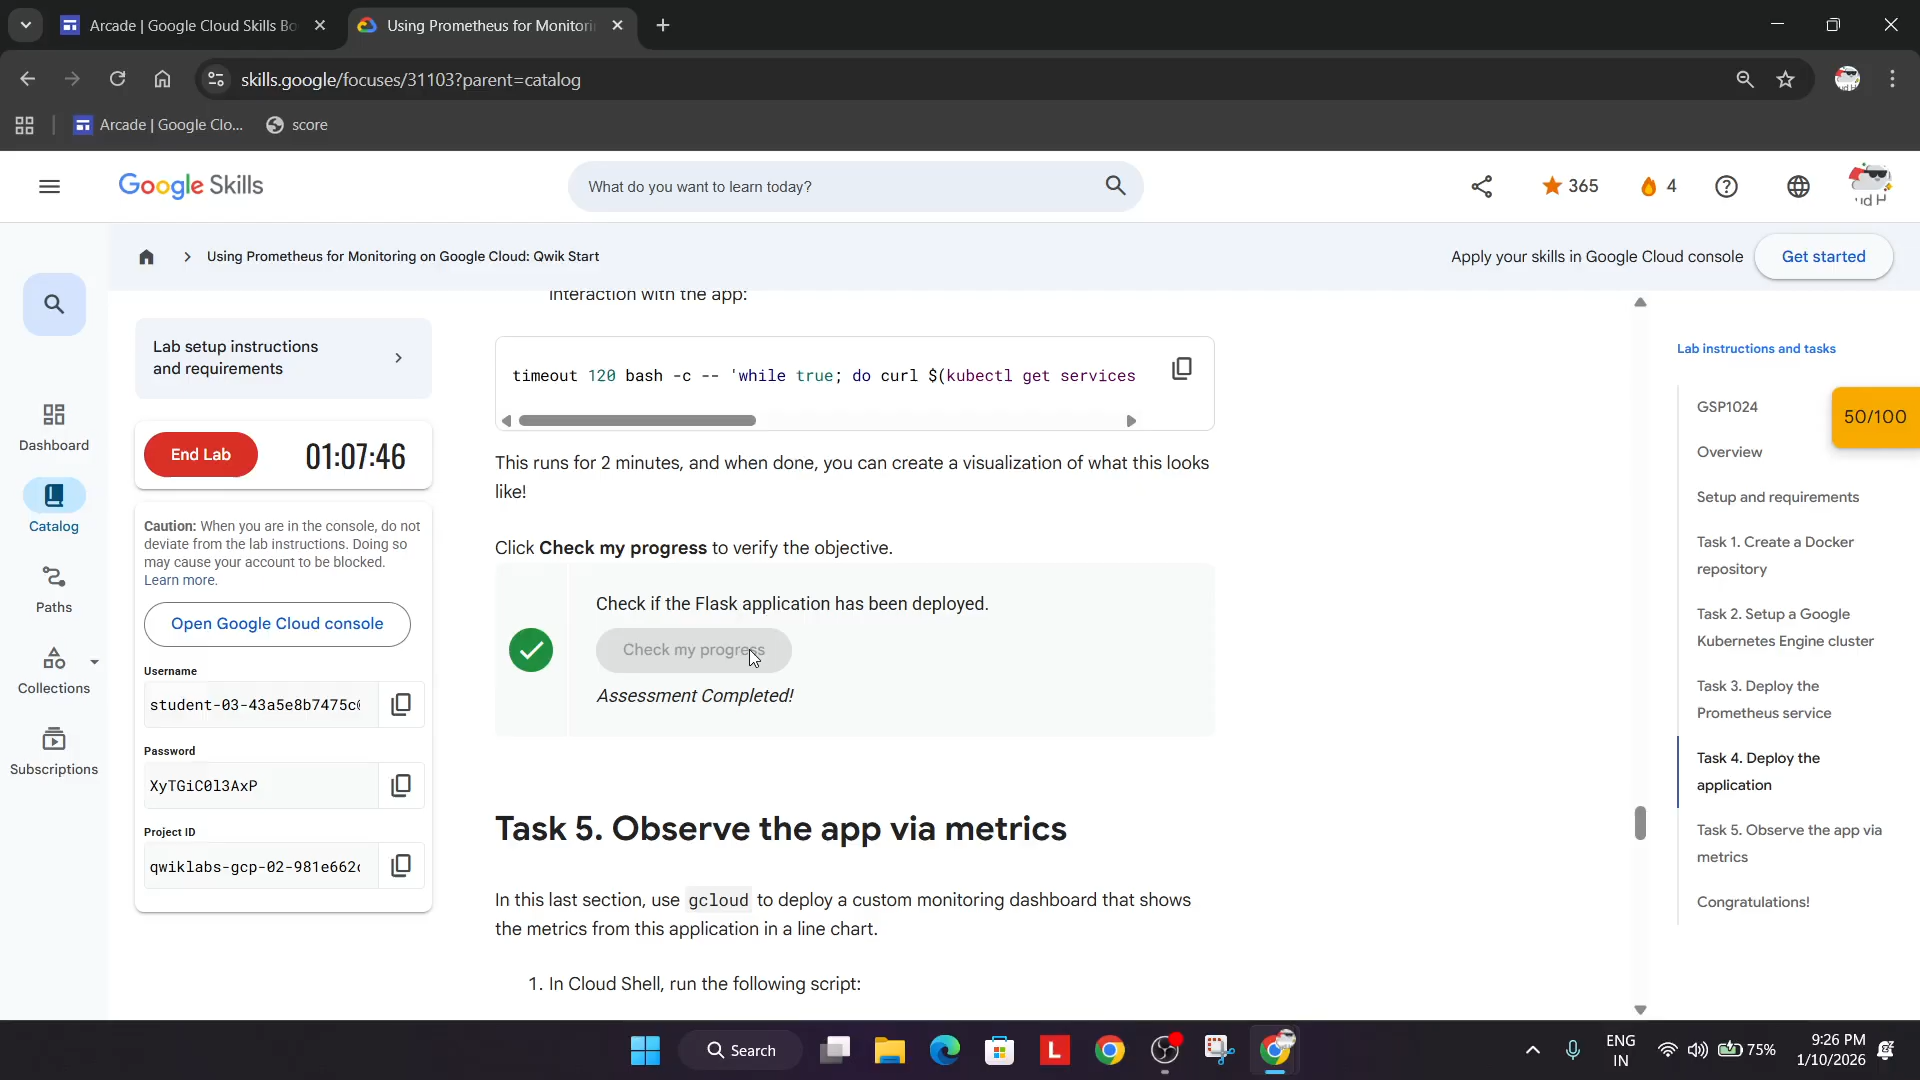 Arcade | Google Cloud Skills Bo
Using Prometheus for Monitori
skills.google/focuses/31103?parent=catalog
Arcade | Google Clo...
score
Google Skills
What do you want to learn today?
365
4
Using Prometheus for Monitoring on Google Cloud: Qwik Start
Apply your skills in Google Cloud console
Get started
Dashboard
Catalog
Paths
Collections
Subscriptions
Lab setup instructions
and requirements
End Lab
01:07:46
Caution: When you are in the console, do not
deviate from the lab instructions. Doing so
may cause your account to be blocked.
Learn more.
Open Google Cloud console
Username
student-03-43a5e8b7475c
Password
XyTGiC0l3AxP
Project ID
qwiklabs-gcp-02-981e662
interaction with the app:
timeout 120 bash -c -- 'while true; do curl $(kubectl get services
This runs for 2 minutes, and when done, you can create a visualization of what this looks
like!
Click Check my progress to verify the objective.
Check if the Flask application has been deployed.
Check my progress
Assessment Completed!
Task 5. Observe the app via metrics
In this last section, use gcloud to deploy a custom monitoring dashboard that shows
the metrics from this application in a line chart.
1. In Cloud Shell, run the following script:
Lab instructions and tasks
GSP1024
50/100
Overview
Setup and requirements
Task 1. Create a Docker
repository
Task 2. Setup a Google
Kubernetes Engine cluster
Task 3. Deploy the
Prometheus service
Task 4. Deploy the
application
Task 5. Observe the app via
metrics
Congratulations!
Search
ENG
IN
75%
9:26 PM
1/10/2026